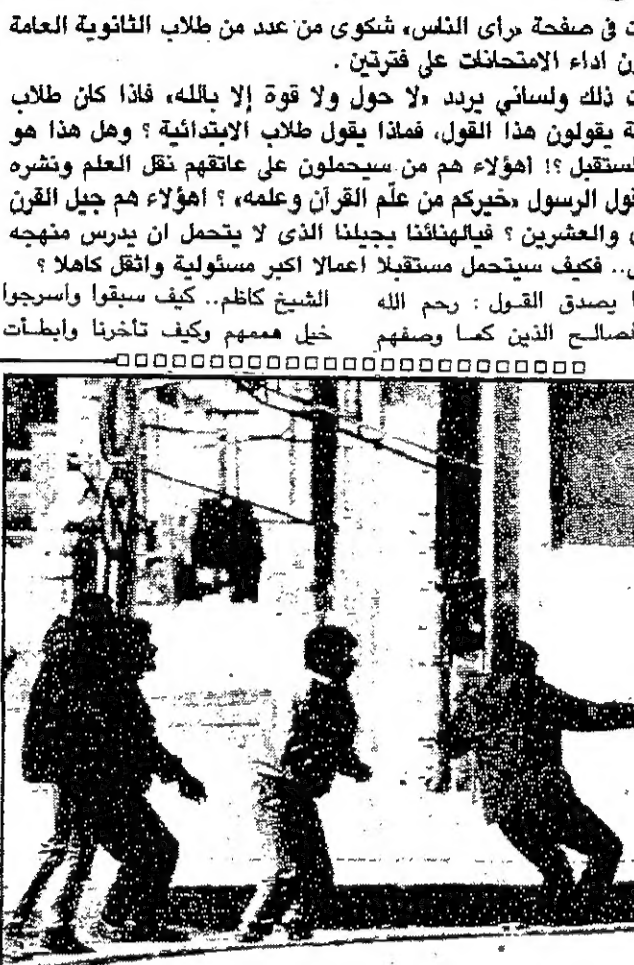 ت في صفحة «رأى الناس» شكوى من عدد من طلاب الثانوية العامة
ون اداء الامتحانات على فترتين .
ت ذلك ولساني يردد «لا حول ولا قوة إلا بالله» فاذا كان طلاب
ة يقولون هذا القول، فماذا يقول طلاب الابتدائية ؟ وهل هذا هو
لستقبل ؟! اهؤلاء هم من سيحملون على عاتقهم نقل العلم ونشره
قول الرسول «خيركم من علّم القرآن وعلمه» ؟ اهؤلاء هم جيل القرن
ى والعشرين ؟ فيالهنائنا بجيلنا الذى لا يتحمل ان يدرس منهجه
ل.. فكيف سيتحمل مستقبلا اعمالا اكبر مسئولية واثقل كاهلا ؟
ا يصدق القول : رحم الله
لصالح الذين كما وصفهم
الشيخ كاظم.. كيف سبقوا واسرجوا
خيل هممهم وكيف تأخرنا وابطأت